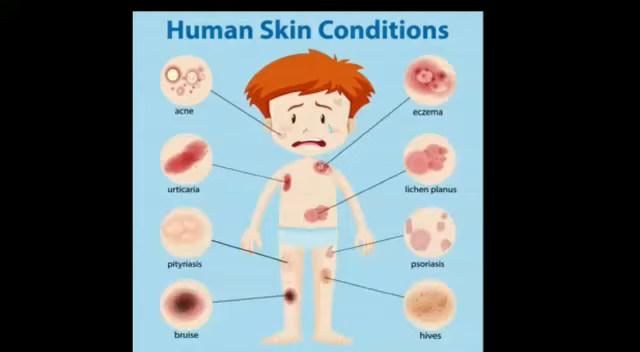 Human Skin Conditions
acne
eczema
urticaria
lichen planus
pityriasis
psoriasis
bruise
hives